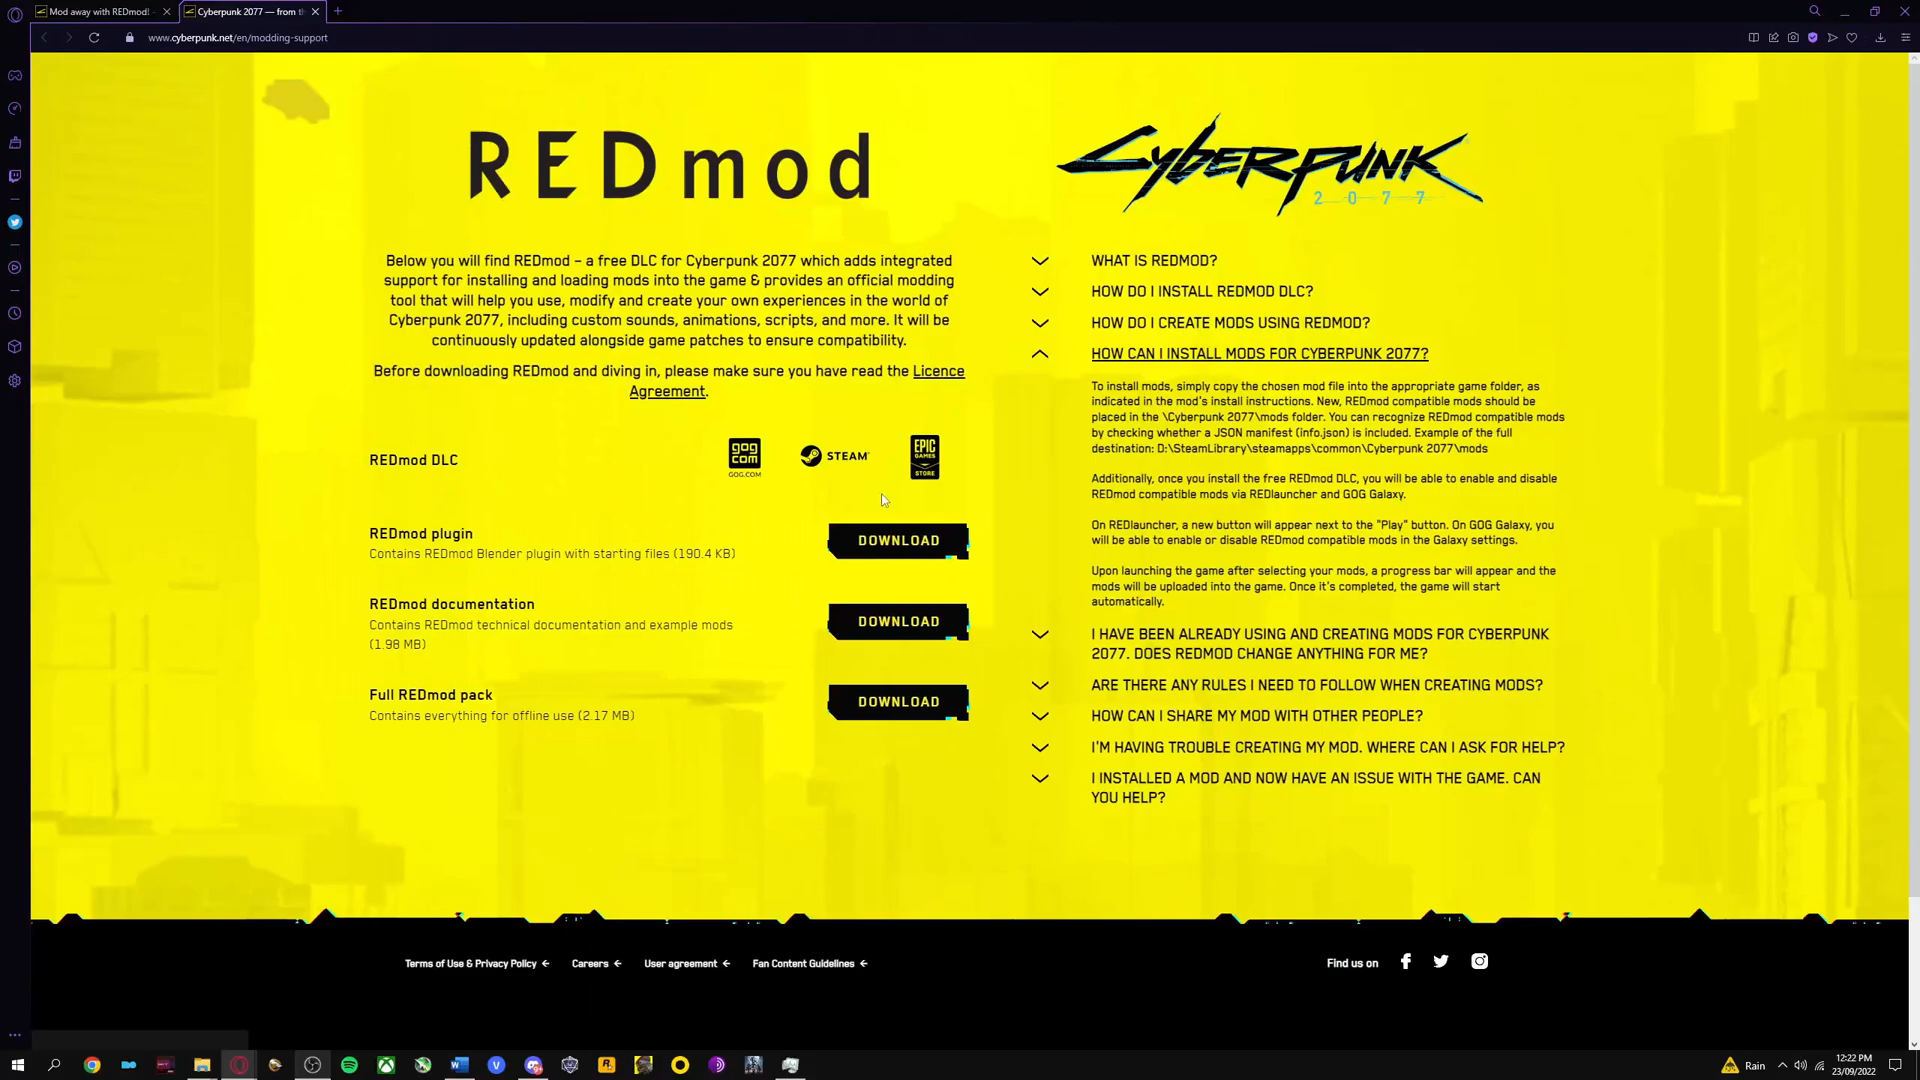 Mod away with REDmod!
Cyberpunk 2077 — from th
www.cyberpunk.net/en/modding-support
REDmod
Below you will find REDmod – a free DLC for Cyberpunk 2077 which adds integrated
support for installing and loading mods into the game & provides an official modding
tool that will help you use, modify and create your own experiences in the world of
Cyberpunk 2077, including custom sounds, animations, scripts, and more. It will be
continuously updated alongside game patches to ensure compatibility.
Before downloading REDmod and diving in, please make sure you have read the Licence
Agreement.
REDmod DLC
gog
com
GOG.COM
STEAM
EPIC
GAMES
STORE
REDmod plugin
Contains REDmod Blender plugin with starting files (190.4 KB)
DOWNLOAD
REDmod documentation
Contains REDmod technical documentation and example mods
(1.98 MB)
DOWNLOAD
Full REDmod pack
Contains everything for offline use (2.17 MB)
DOWNLOAD
Cyberpunk
2077
WHAT IS REDMOD?
HOW DO I INSTALL REDMOD DLC?
HOW DO I CREATE MODS USING REDMOD?
HOW CAN I INSTALL MODS FOR CYBERPUNK 2077?
To install mods, simply copy the chosen mod file into the appropriate game folder, as
indicated in the mod's install instructions. New, REDmod compatible mods should be
placed in the \Cyberpunk 2077\mods folder. You can recognize REDmod compatible mods
by checking whether a JSON manifest (info.json) is included. Example of the full
destination: D:\SteamLibrary\steamapps\common\Cyberpunk 2077\mods
Additionally, once you install the free REDmod DLC, you will be able to enable and disable
REDmod compatible mods via REDlauncher and GOG Galaxy.
On REDlauncher, a new button will appear next to the "Play" button. On GOG Galaxy, you
will be able to enable or disable REDmod compatible mods in the Galaxy settings.
Upon launching the game after selecting your mods, a progress bar will appear and the
mods will be uploaded into the game. Once it's completed, the game will start
automatically.
I HAVE BEEN ALREADY USING AND CREATING MODS FOR CYBERPUNK
2077. DOES REDMOD CHANGE ANYTHING FOR ME?
ARE THERE ANY RULES I NEED TO FOLLOW WHEN CREATING MODS?
HOW CAN I SHARE MY MOD WITH OTHER PEOPLE?
I'M HAVING TROUBLE CREATING MY MOD. WHERE CAN I ASK FOR HELP?
I INSTALLED A MOD AND NOW HAVE AN ISSUE WITH THE GAME. CAN
YOU HELP?
Terms of Use & Privacy Policy
Careers
User agreement
Fan Content Guidelines
Find us on
Rain
12:22 PM
23/09/2022